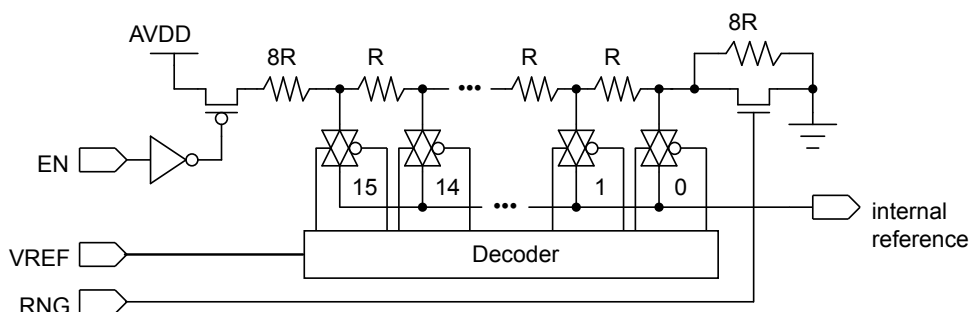 8R
AVDD
8R
R
R
R
•••
EN
15
14
1
0
•••
internal
reference
VREF
Decoder
RNG